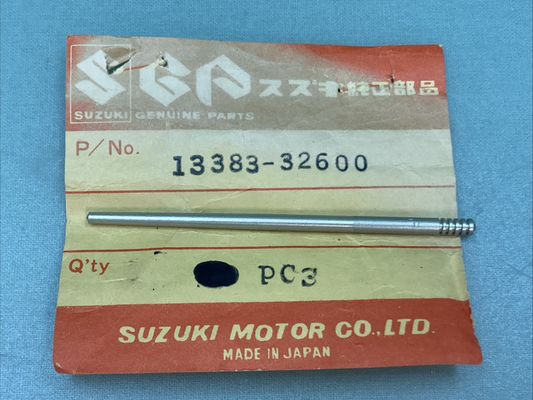 SGP スズキ純正部品
SUZUKI GENUINE PARTS
P/No. 13383-32600
Q'ty PCS
SUZUKI MOTOR CO.,LTD.
MADE IN JAPAN